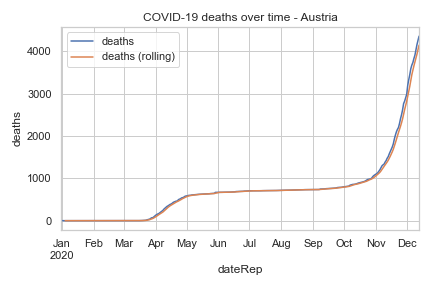 COVID-19 deaths over time - Austria
deaths
deaths (rolling)
deaths
4000
3000
2000
1000
0
Jan Feb Mar Apr May Jun Jul Aug Sep Oct Nov Dec
2020
dateRep